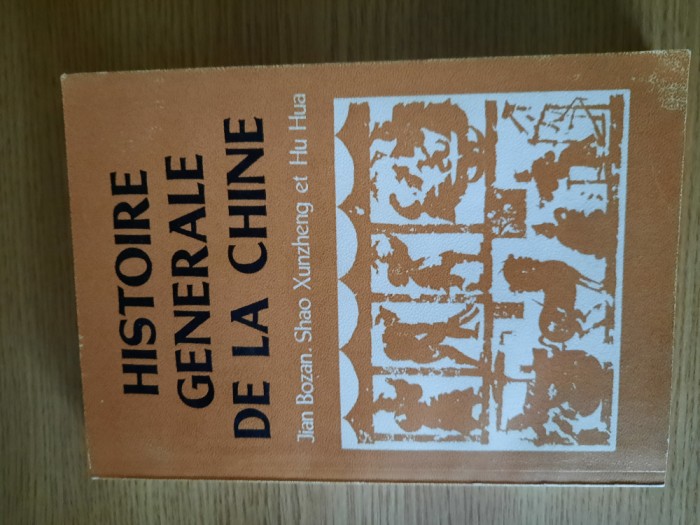 HISTOIRE
GENERALE
DE LA CHINE
Jian Bozan. Shao Xunzheng et Hu Hua